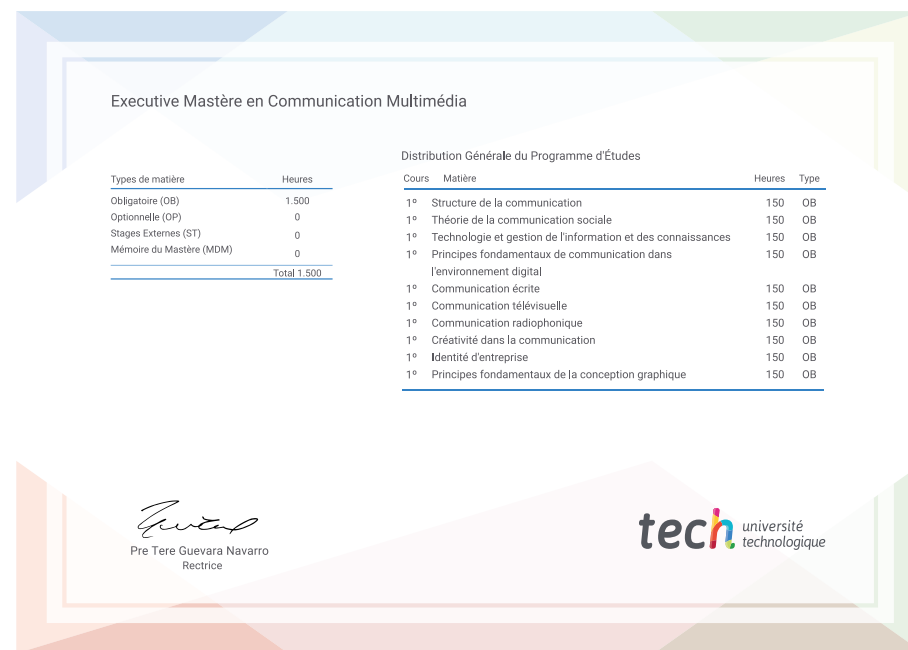 Executive Mastère en Communication Multimédia
Types de matière Heures
Obligatoire (OB) 1.500
Optionnelle (OP) 0
Stages Externes (ST) 0
Mémoire du Mastère (MDM) 0
Total 1.500
Distribution Générale du Programme d'Études
Cours Matière Heures Type
1º Structure de la communication 150 OB
1º Théorie de la communication sociale 150 OB
1º Technologie et gestion de l'information et des connaissances 150 OB
1º Principes fondamentaux de communication dans 150 OB
l'environnement digital
1º Communication écrite 150 OB
1º Communication télévisuelle 150 OB
1º Communication radiophonique 150 OB
1º Créativité dans la communication 150 OB
1º Identité d'entreprise 150 OB
1º Principes fondamentaux de la conception graphique 150 OB
Pre Tere Guevara Navarro
Rectrice
tech université
technologique